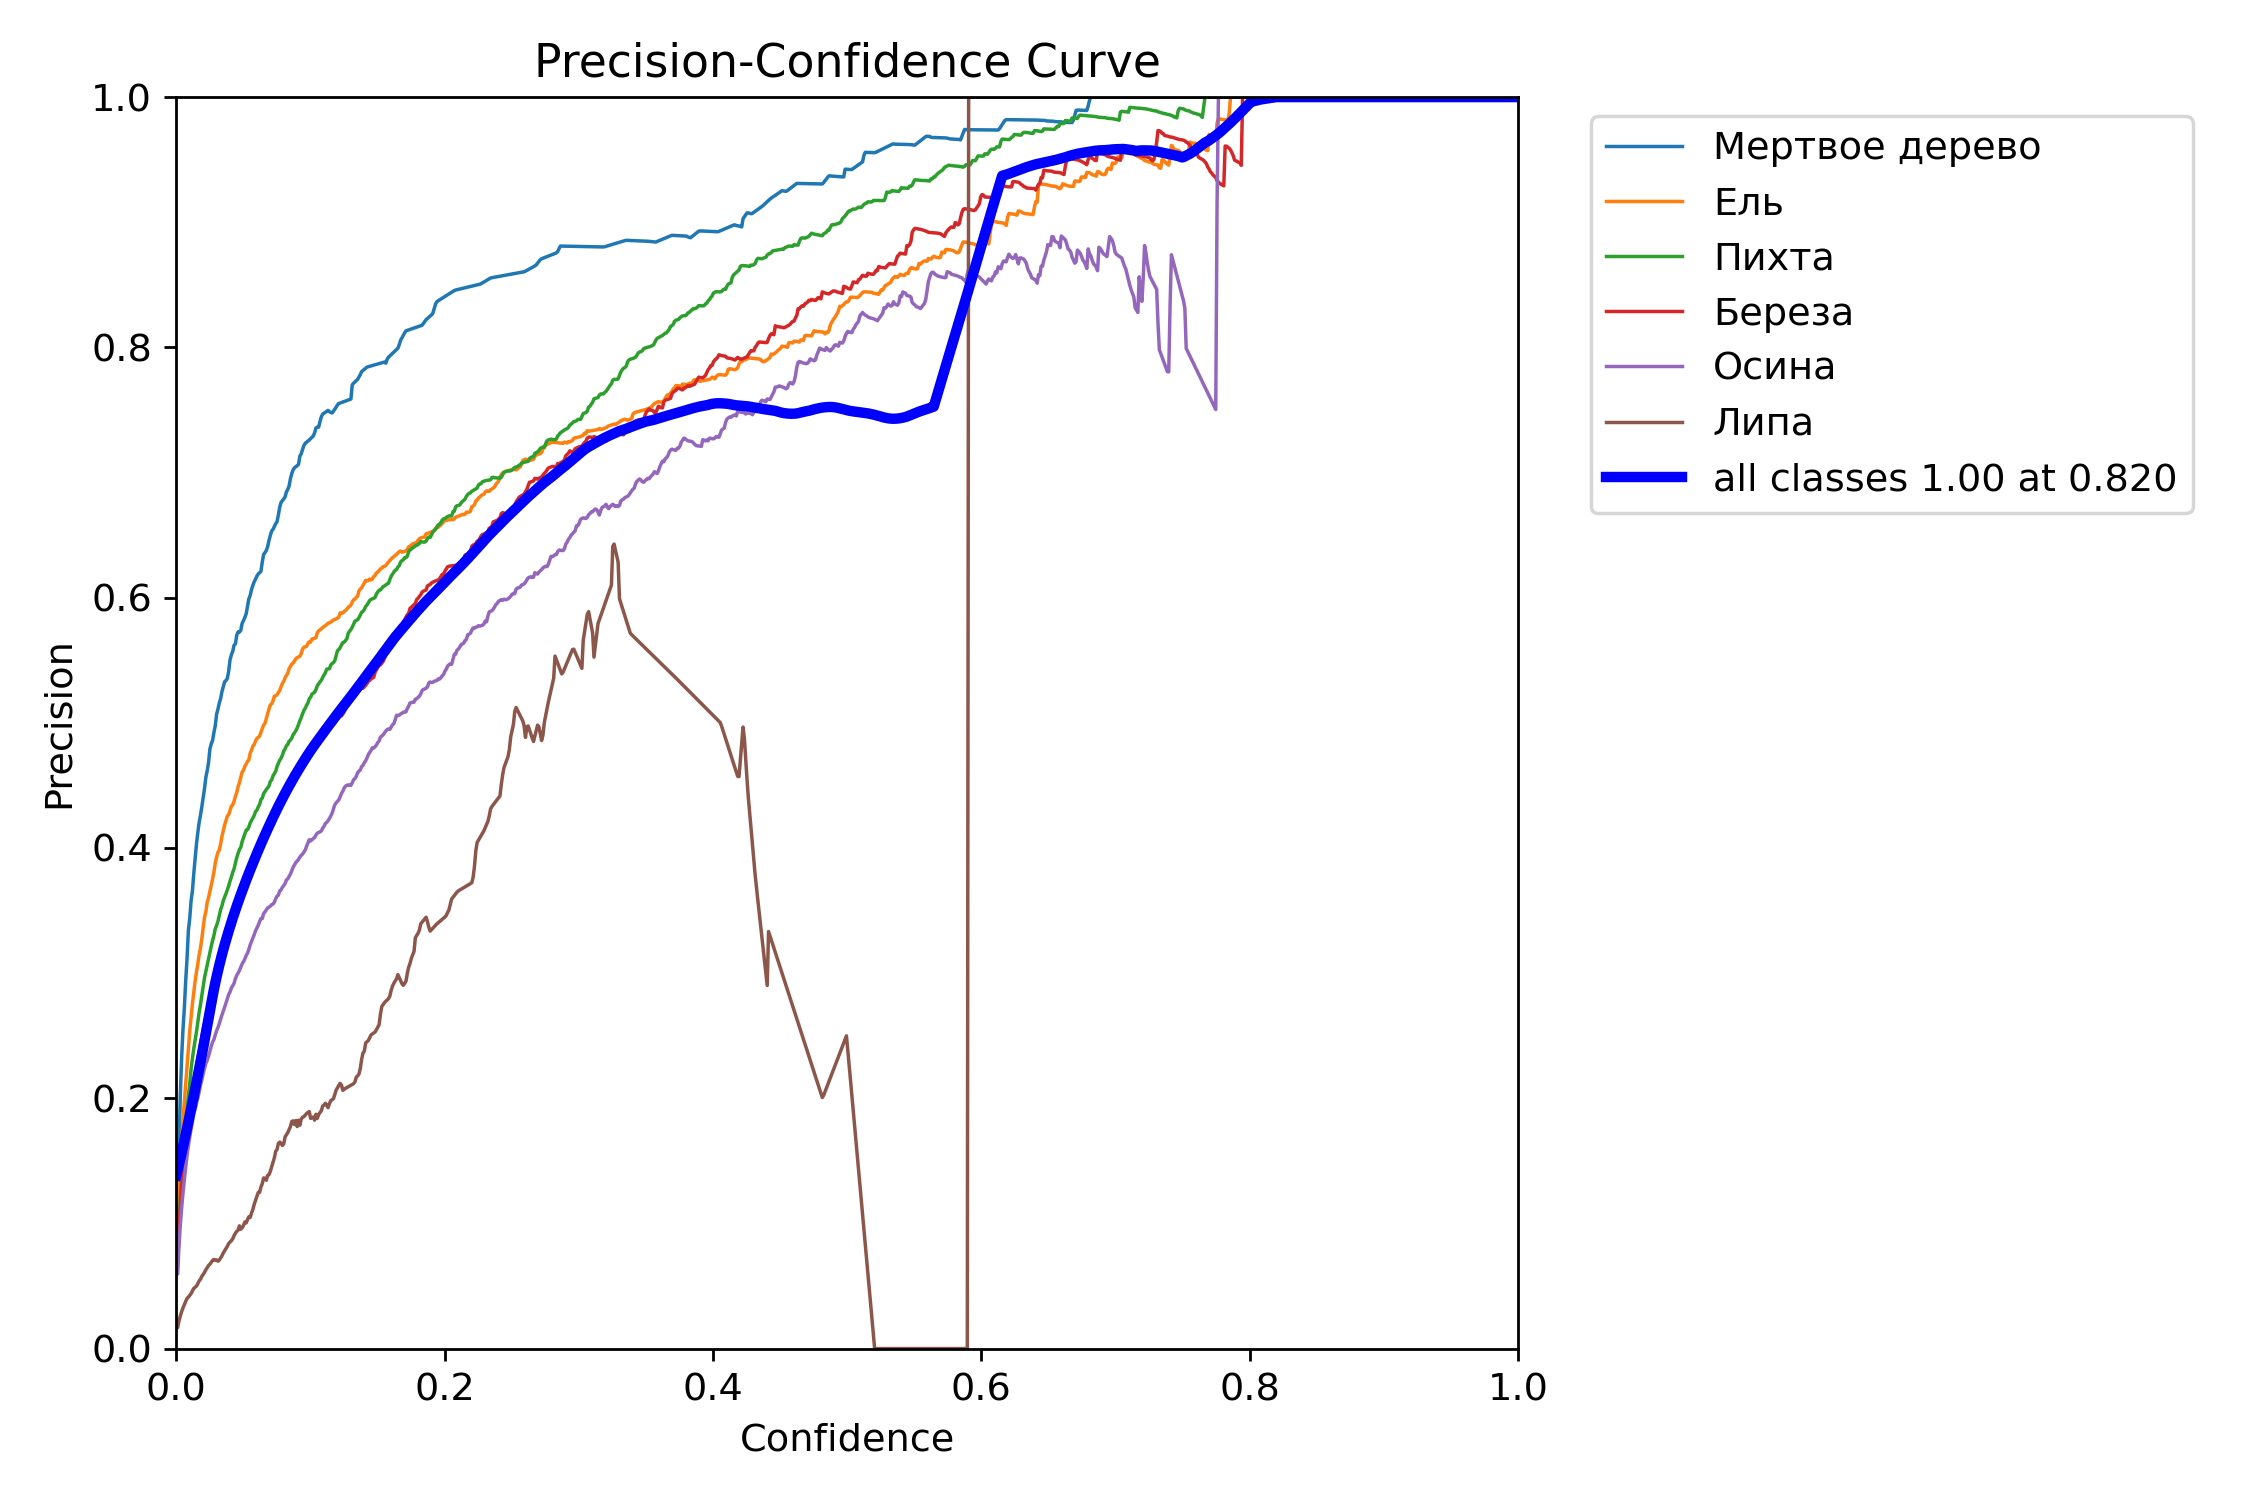 Precision-Confidence Curve
1.0
0.8
0.6
0.4
0.2
0.0
Precision
0.0 0.2 0.4 0.6 0.8 1.0
Confidence
Мертвое дерево
Ель
Пихта
Береза
Осина
Липа
all classes 1.00 at 0.820